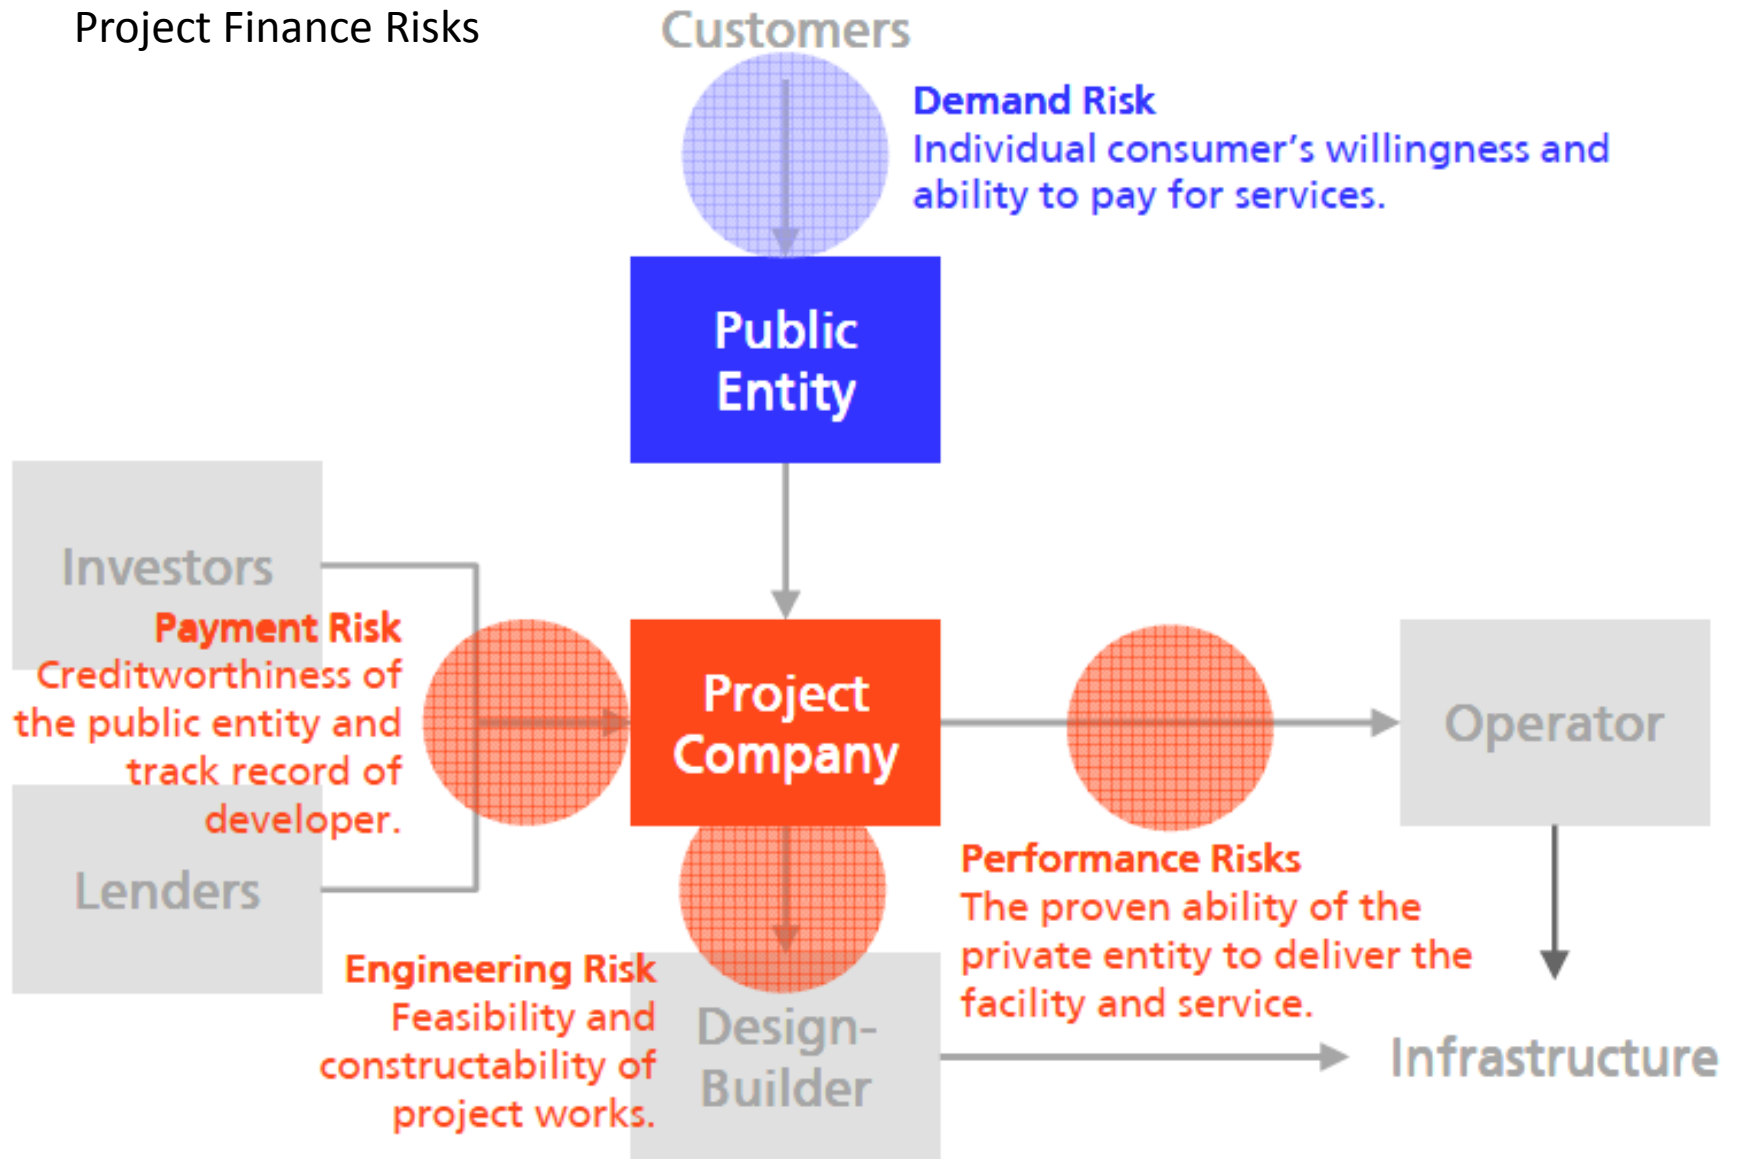 Project Finance Risks
Customers
Demand Risk
Individual consumer’s willingness and
ability to pay for services.
Public
Entity
Investors
Payment Risk
Creditworthiness of
the public entity and
track record of
developer.
Lenders
Project
Company
Operator
Performance Risks
The proven ability of the
private entity to deliver the
facility and service.
Engineering Risk
Feasibility and
constructability of
project works.
Design-
Builder
Infrastructure